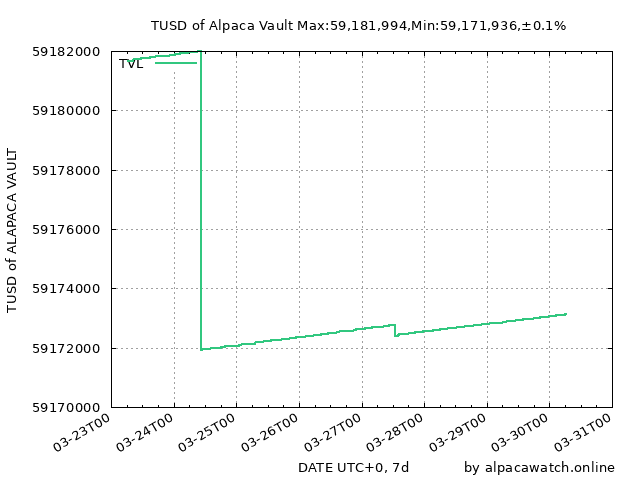 TUSD of Alpaca Vault Max:59,181,994,Min:59,171,936,±0.1%
TVL
59182000
59180000
59178000
59176000
59174000
59172000
59170000
TUSD of ALAPACA VAULT
03-23T00
03-24T00
03-25T00
03-26T00
03-27T00
03-28T00
03-29T00
03-30T00
03-31T00
DATE UTC+0, 7d
by alpacawatch.online